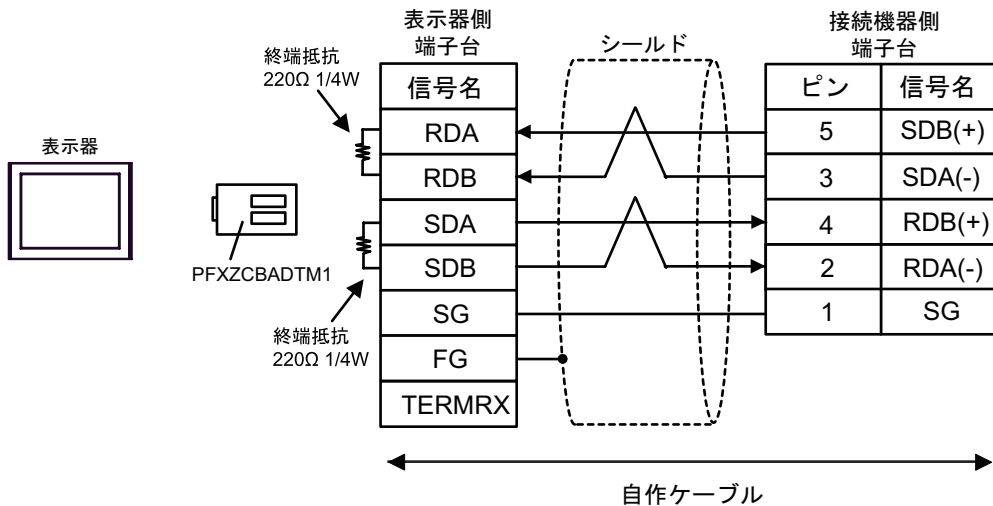 表示器側
端子台
接続機器側
端子台
シールド
終端抵抗
220Ω 1/4W
信号名
ピン 信号名
RDA 5 SDB(+)
RDB 3 SDA(-)
SDA 4 RDB(+)
SDB 2 RDA(-)
SG 1 SG
FG
TERMRX
表示器
PFXZCBADTM1
終端抵抗
220Ω 1/4W
自作ケーブル